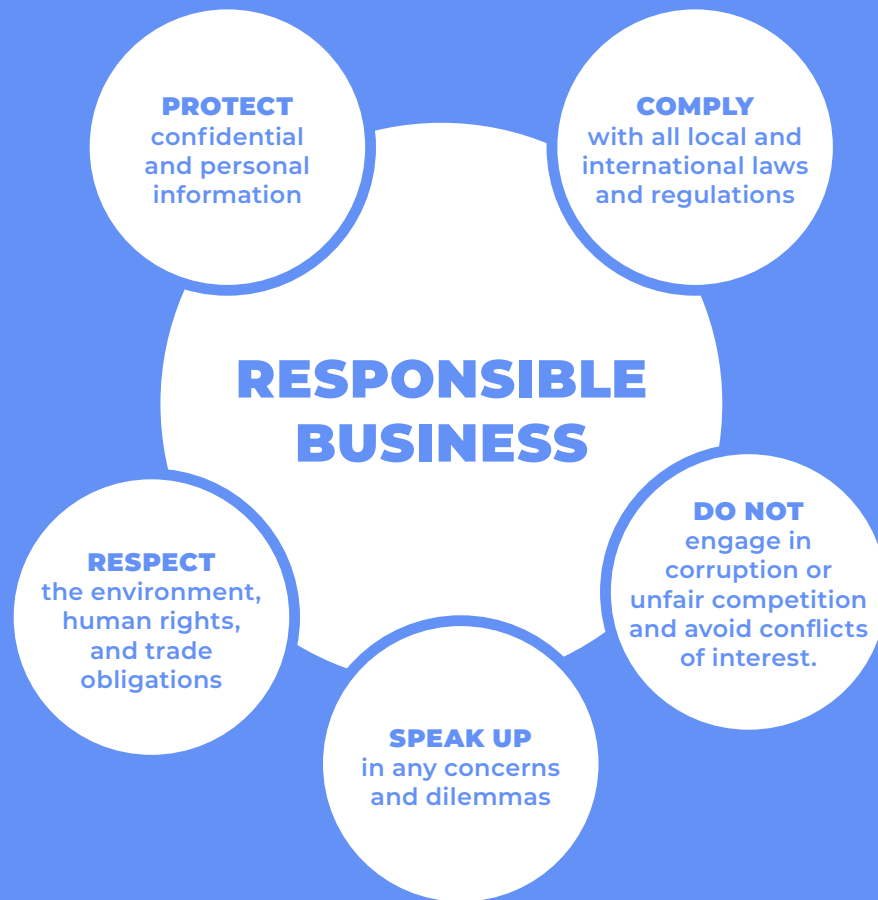 PROTECT
confidential
and personal
information
COMPLY
with all local and
international laws
and regulations
RESPONSIBLE
BUSINESS
RESPECT
the environment,
human rights,
and trade
obligations
DO NOT
engage in
corruption or
unfair competition
and avoid conflicts
of interest.
SPEAK UP
in any concerns
and dilemmas